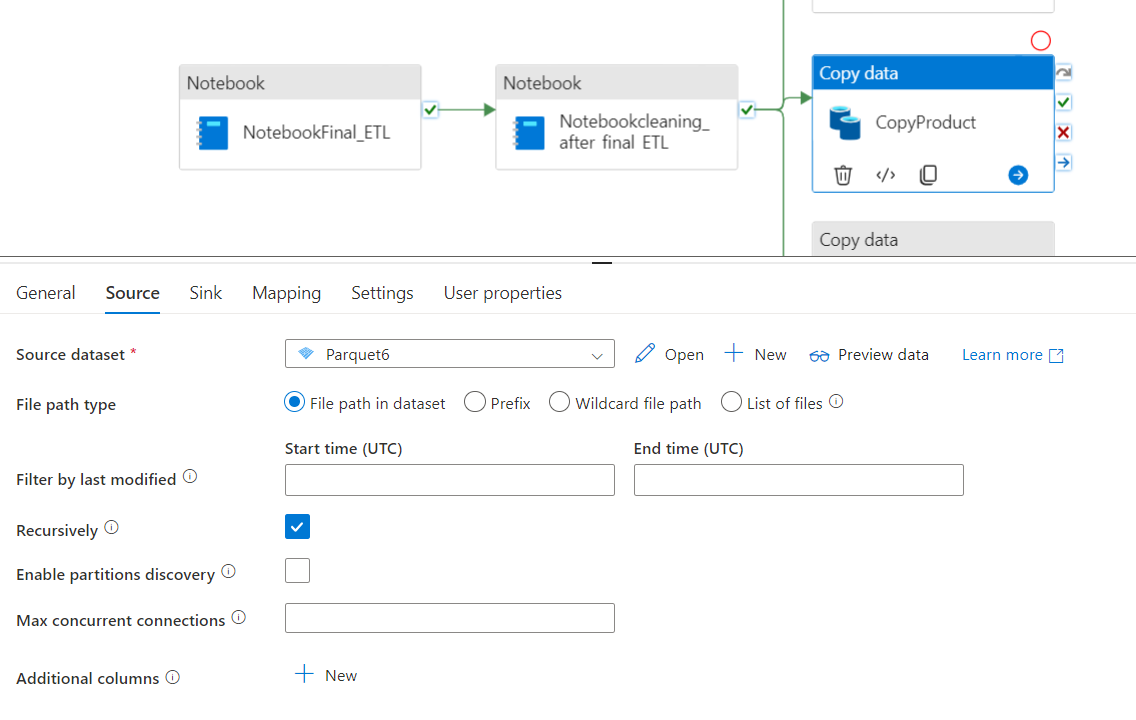 Notebook
NotebookFinal_ETL
Notebook
Notebookcleaning_
after final ETL
Copy data
CopyProduct
Copy data
General Source Sink Mapping Settings User properties
Source dataset * Parquet6 Open New Preview data Learn more
File path type File path in dataset Prefix Wildcard file path List of files
Start time (UTC) End time (UTC)
Filter by last modified
Recursively
Enable partitions discovery
Max concurrent connections
Additional columns New